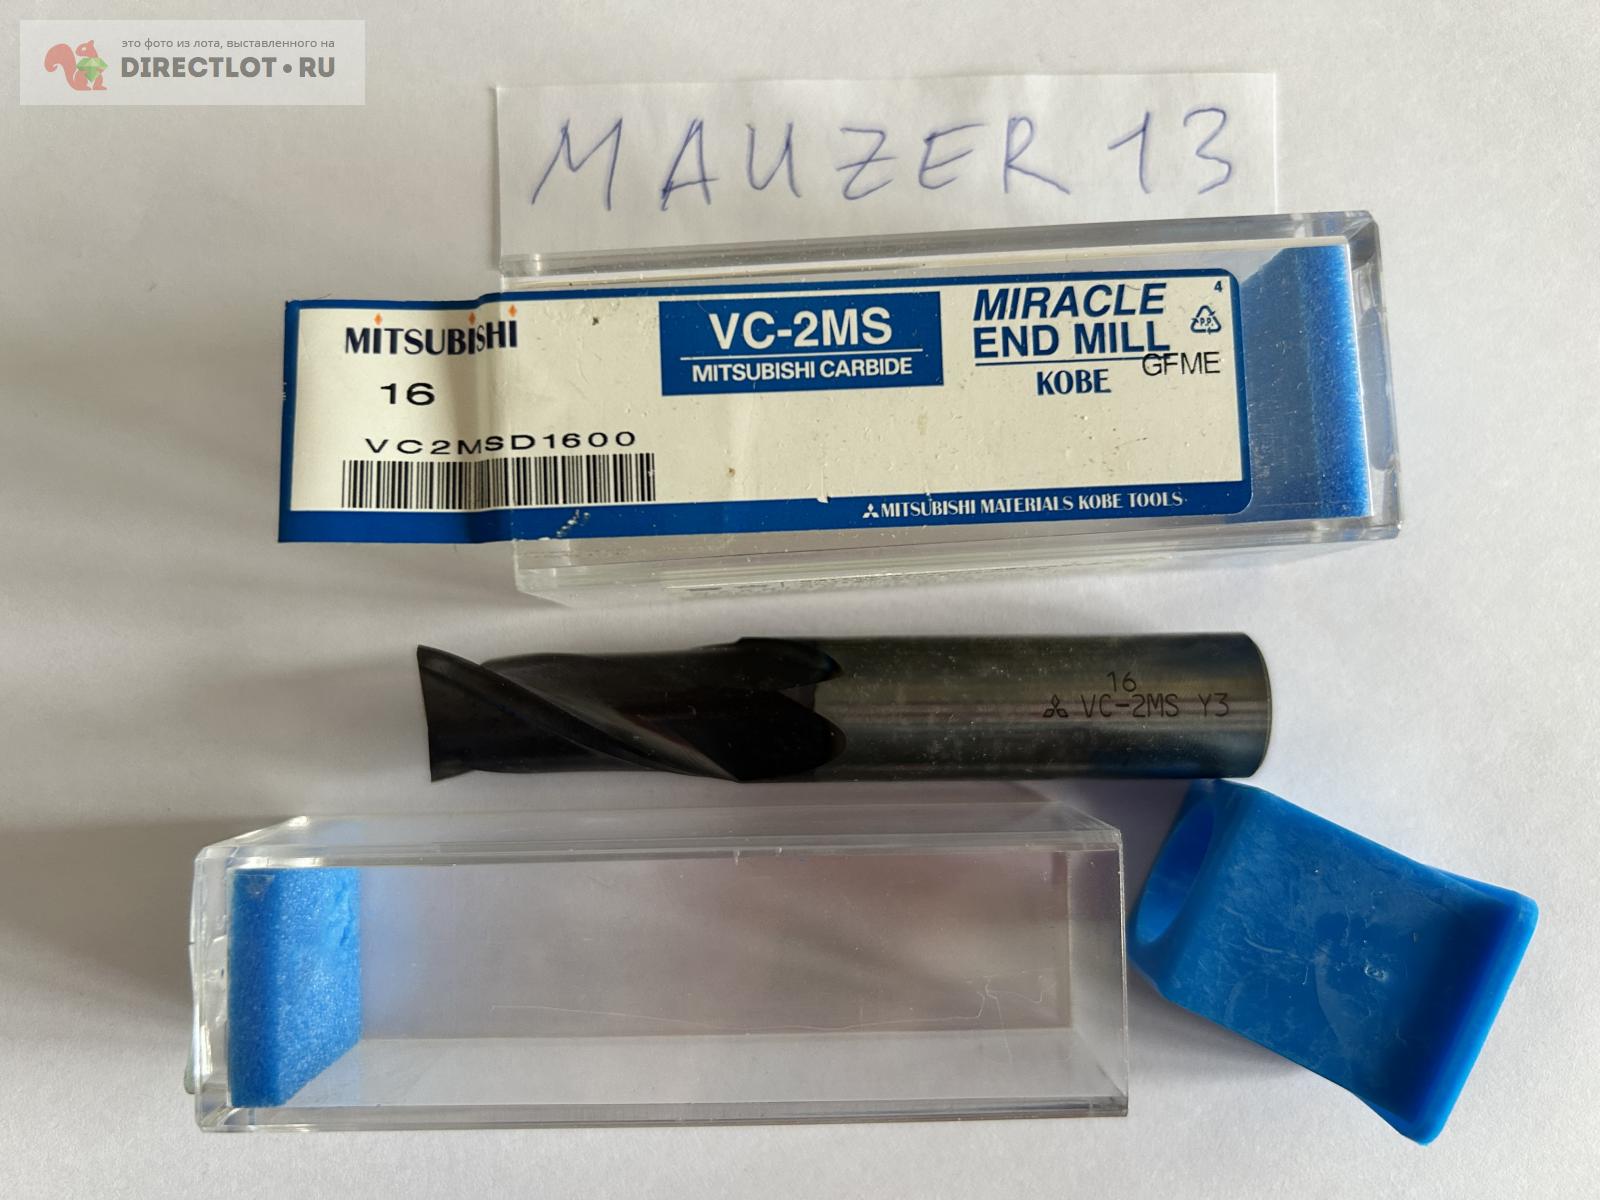 это фото из лота, выставленного на
DIRECTLOT•RU
MAUZER 13
MITSUBISHI
16
VC2MSD1600
VC-2MS
MITSUBISHI CARBIDE
MIRACLE
END MILL
KOBE
GFME
4
P.P.
MITSUBISHI MATERIALS KOBE TOOLS
16
VC-2MS Y3